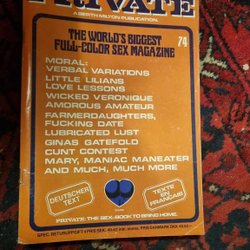 PRIVATE
A BERTH MILTON PUBLICATION.
THE WORLD'S BIGGEST
FULL-COLOR SEX MAGAZINE
74
MORAL:
VERBAL VARIATIONS
LITTLE LILIANS
LOVE LESSONS
WICKED VERONIQUE
AMOROUS AMATEUR
FARMERDAUGHTERS,
FUCKING DATE
LUBRICATED LUST
GINAS GATEFOLD
CUNT CONTEST
MARY, MANIAC MANEATER
AND MUCH, MUCH MORE
DEUTSCHER
TEXT
TEXTE
EN
FRANÇAIS
PRIVATE: THE SEX-BOOK TO BRING HOME.